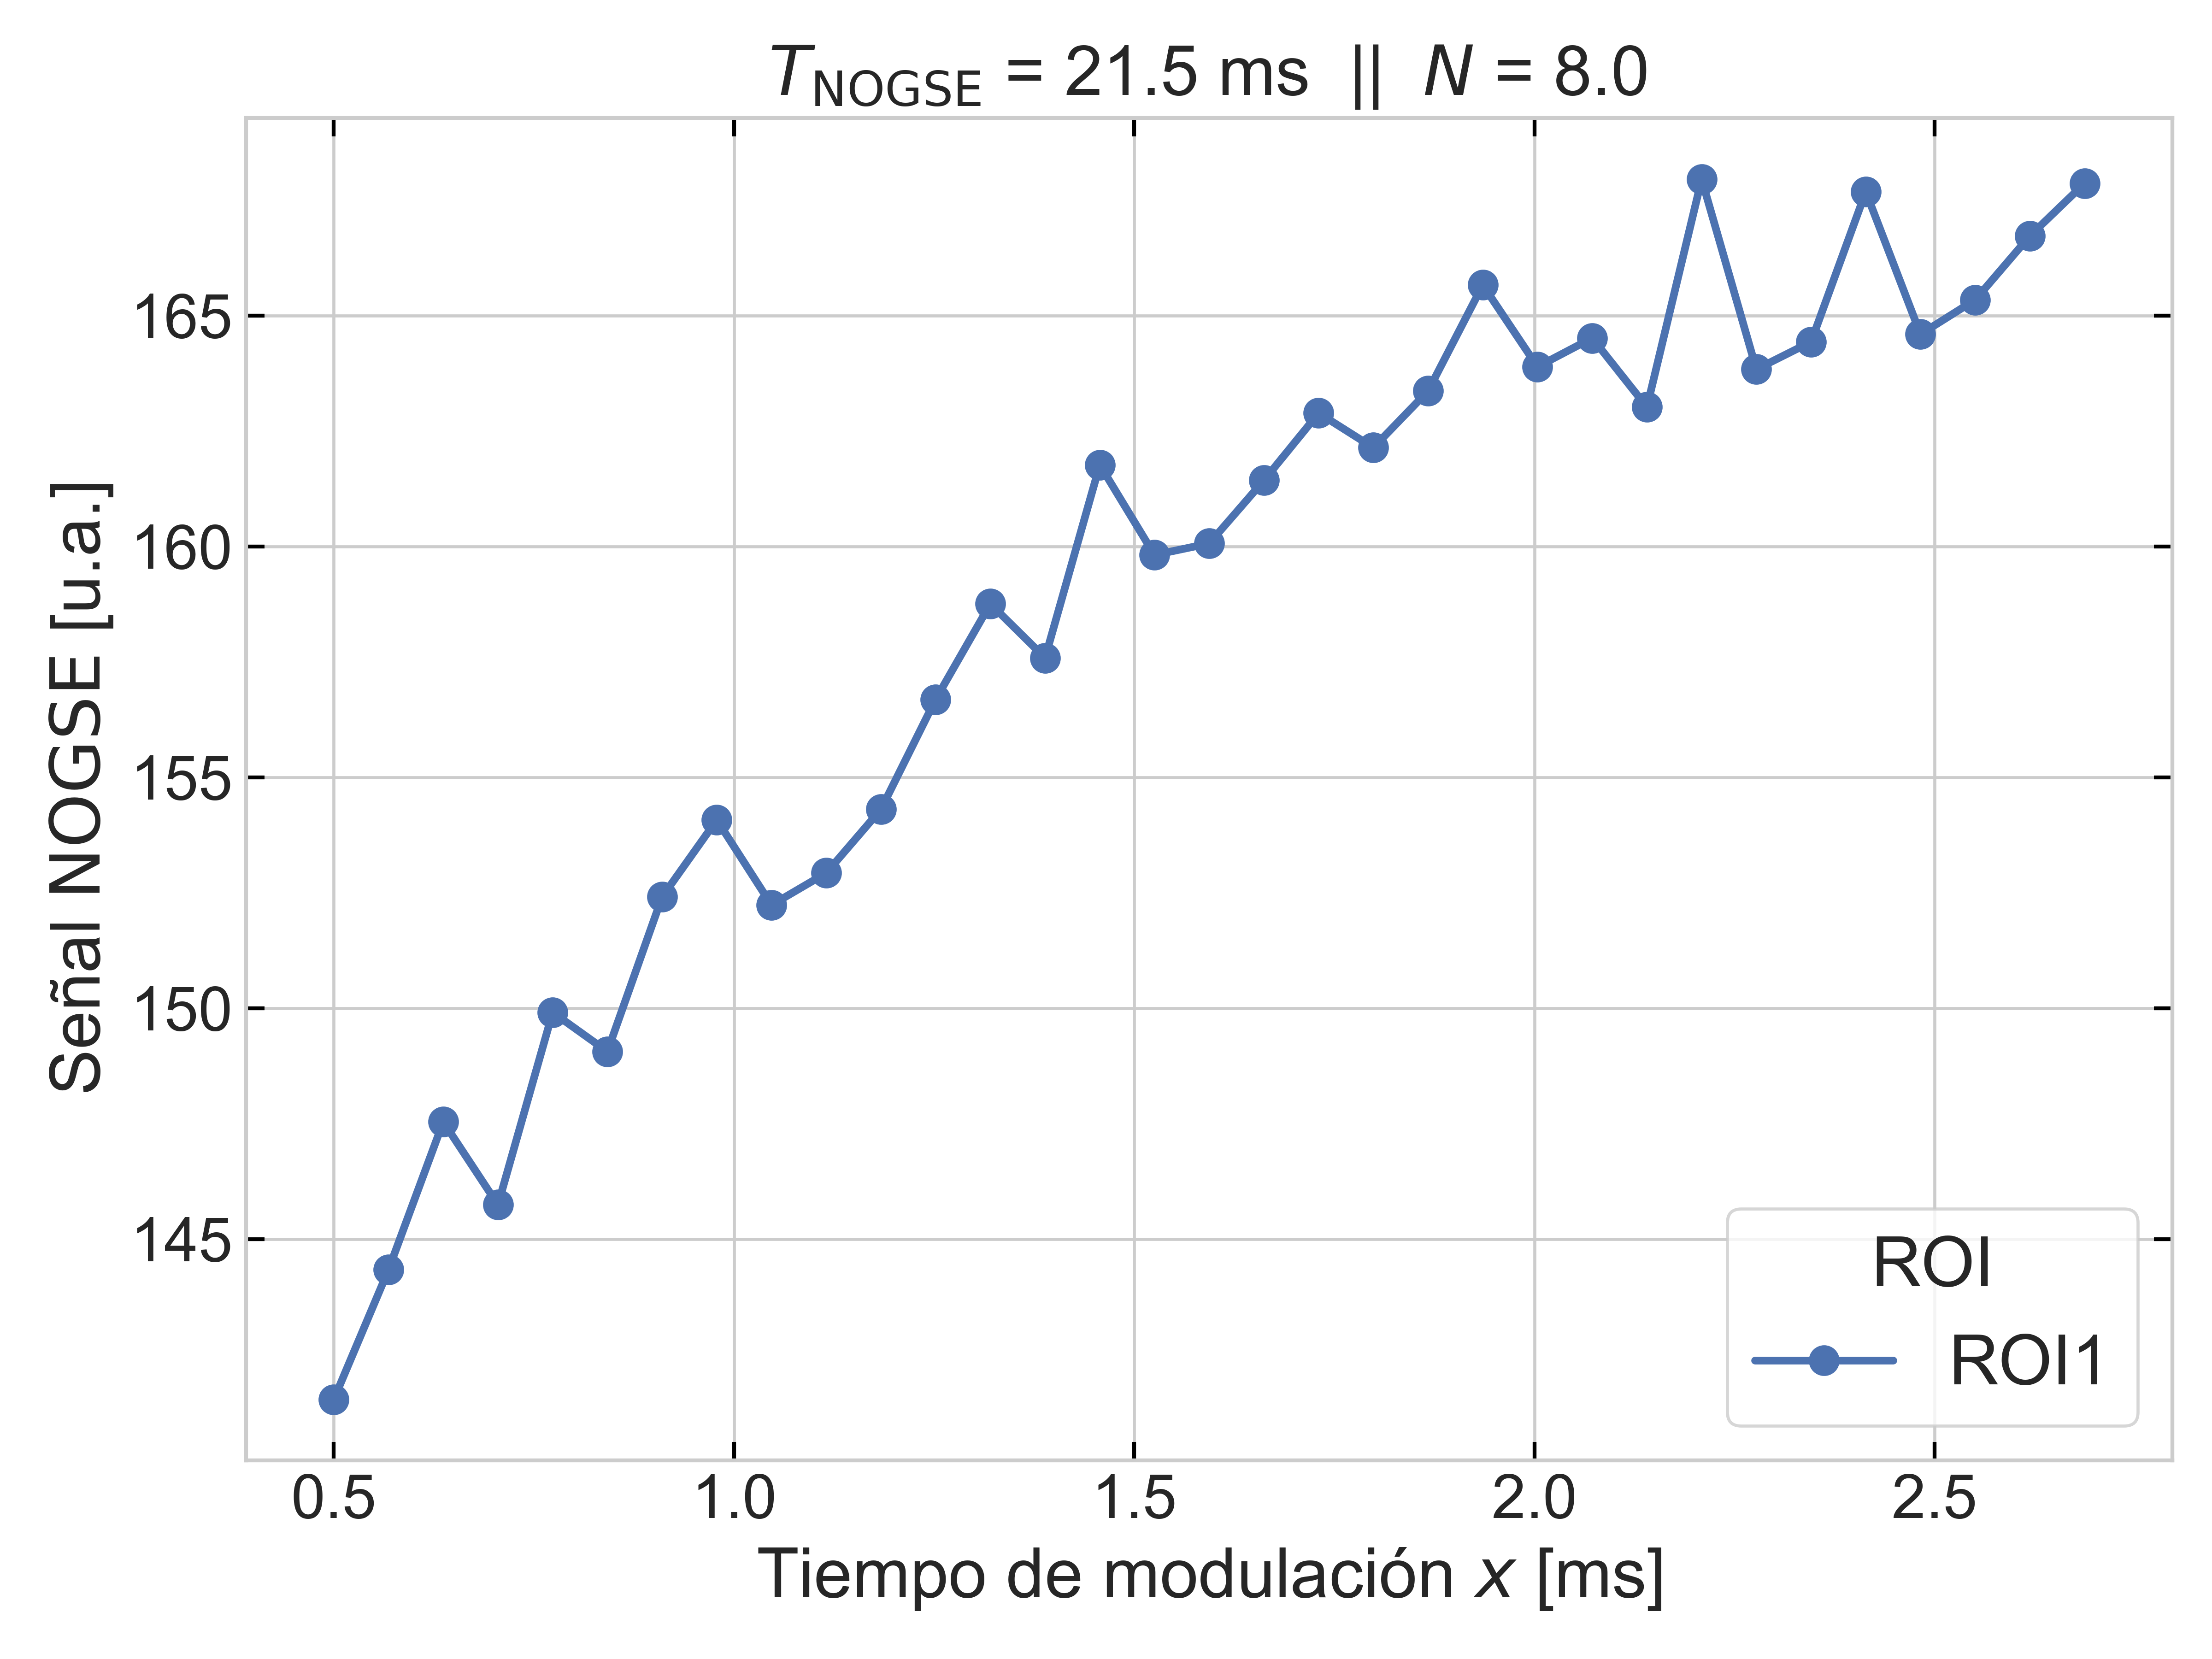 T_NOGSE = 21.5 ms || N = 8.0
Señal NOGSE [u.a.]
165
160
155
150
145
0.5 1.0 1.5 2.0 2.5
Tiempo de modulación x [ms]
ROI
ROI1